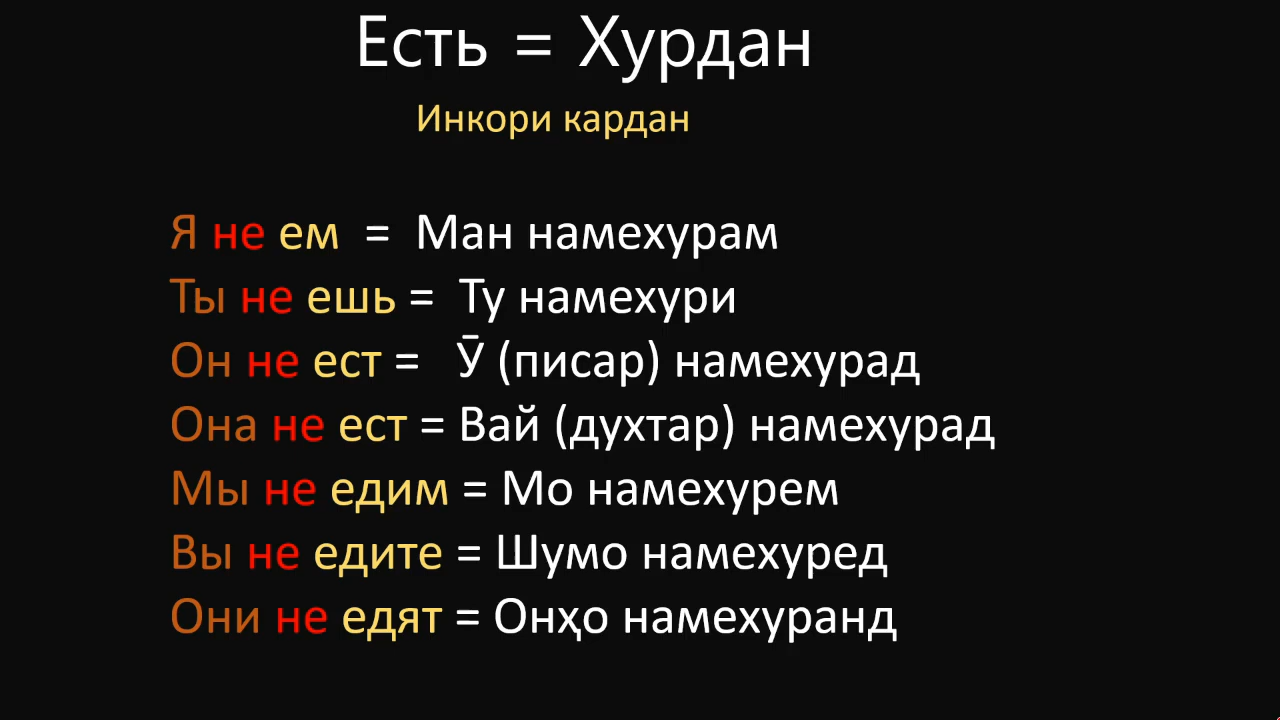 Есть = Хурдан
Инкори кардан
Я не ем = Ман намехурам
Ты не ешь = Ту намехури
Он не ест = Ӯ (писар) намехурад
Она не ест = Вай (духтар) намехурад
Мы не едим = Мо намехурем
Вы не едите = Шумо намехуред
Они не едят = Онҳо намехуранд